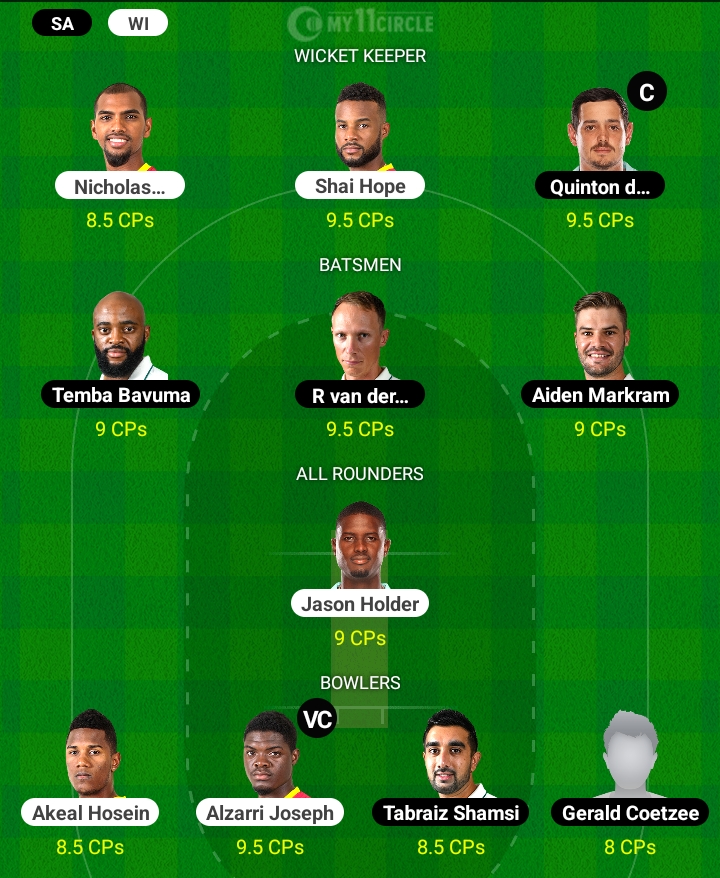 SA WI
MY11CIRCLE
WICKET KEEPER
C
Nicholas... Shai Hope Quinton d...
8.5 CPs 9.5 CPs 9.5 CPs
BATSMEN
Temba Bavuma R van der... Aiden Markram
9 CPs 9.5 CPs 9 CPs
ALL ROUNDERS
Jason Holder
9 CPs
BOWLERS
VC
Akeal Hosein Alzarri Joseph Tabraiz Shamsi Gerald Coetzee
8.5 CPs 9.5 CPs 8.5 CPs 8 CPs